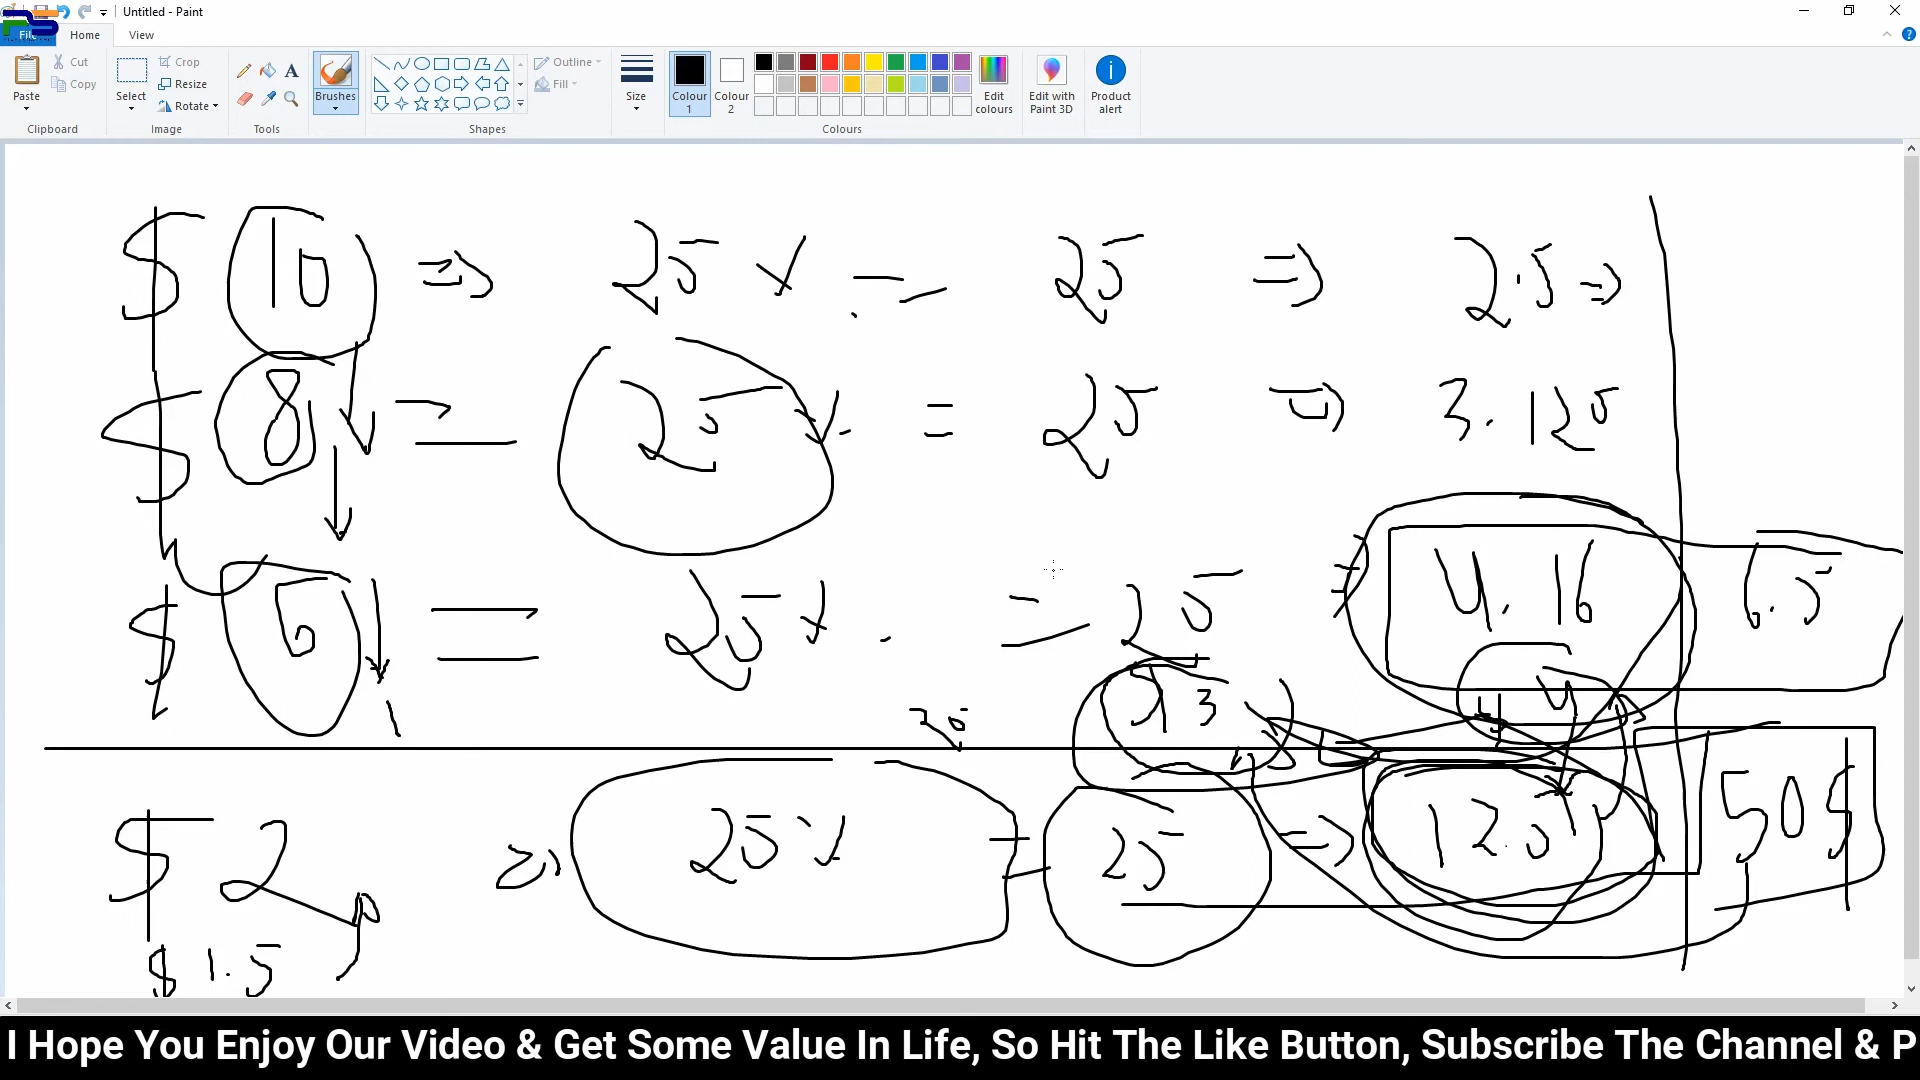 Untitled - Paint
File Home View
Paste Cut Copy Clipboard
Select Crop Resize Rotate Image
Tools
Brushes
Shapes
Outline
Fill
Size
Colour 1
Colour 2
Edit colours
Colours
Edit with Paint 3D
Product alert
$ 10 => 25 % = 25 => 2.5 =>
$ 8 = 25 % = 25 => 3.125
$ 6 = 25 % = 25 = 4.16 6.5
$ 2 => 25 % = 25 => 12.5 50 $
$ 1.5
I Hope You Enjoy Our Video & Get Some Value In Life, So Hit The Like Button, Subscribe The Channel & P